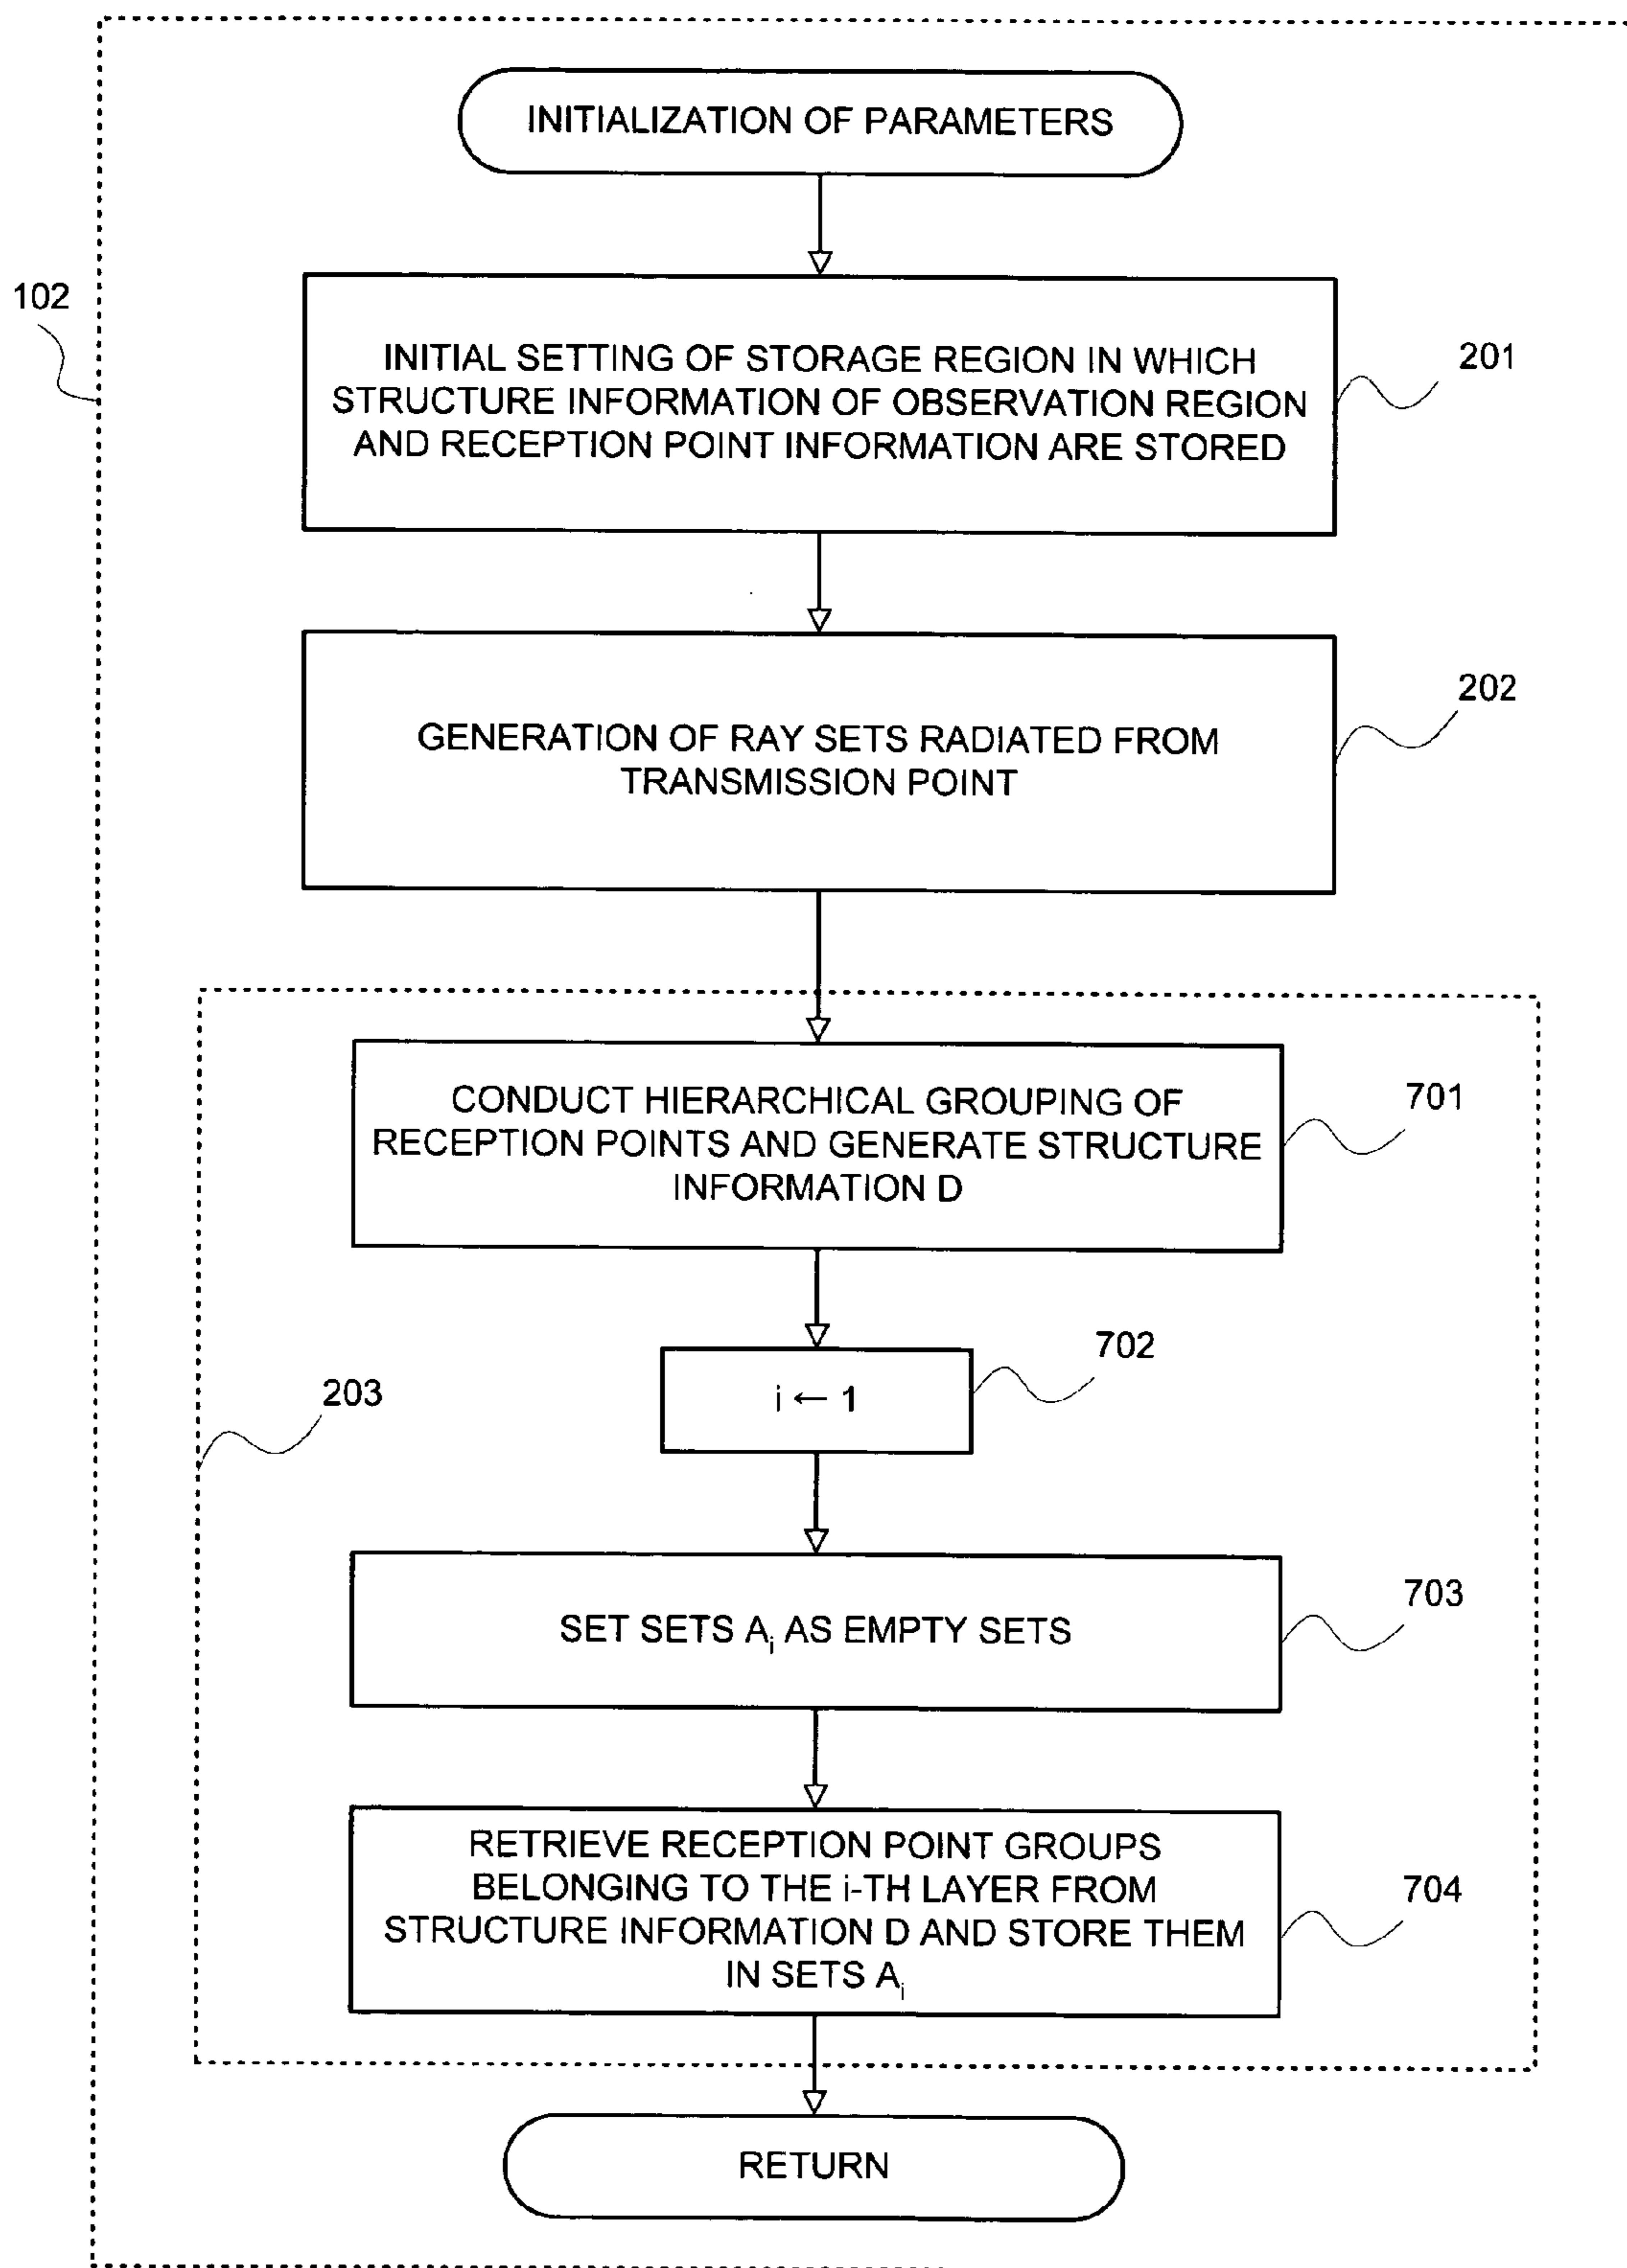 INITIALIZATION OF PARAMETERS
102
INITIAL SETTING OF STORAGE REGION IN WHICH
STRUCTURE INFORMATION OF OBSERVATION REGION
AND RECEPTION POINT INFORMATION ARE STORED
201
GENERATION OF RAY SETS RADIATED FROM
TRANSMISSION POINT
202
CONDUCT HIERARCHICAL GROUPING OF
RECEPTION POINTS AND GENERATE STRUCTURE
INFORMATION D
701
i ← 1
702
203
SET SETS Ai AS EMPTY SETS
703
RETRIEVE RECEPTION POINT GROUPS
BELONGING TO THE i-TH LAYER FROM
STRUCTURE INFORMATION D AND STORE THEM
IN SETS Ai
704
RETURN